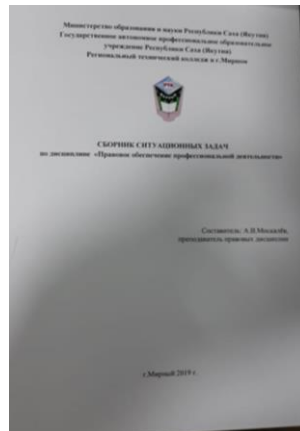 Министерство образования и науки Республики Саха (Якутия)
Государственное автономное профессиональное образовательное
учреждение Республики Саха (Якутия)
Региональный технический колледж в г.Мирном
СБОРНИК СИТУАЦИОННЫХ ЗАДАЧ
по дисциплине «Правовое обеспечение профессиональной деятельности»
Составитель: А.В.
преподаватель правовых дисциплин
г.Мирный 2019 г.